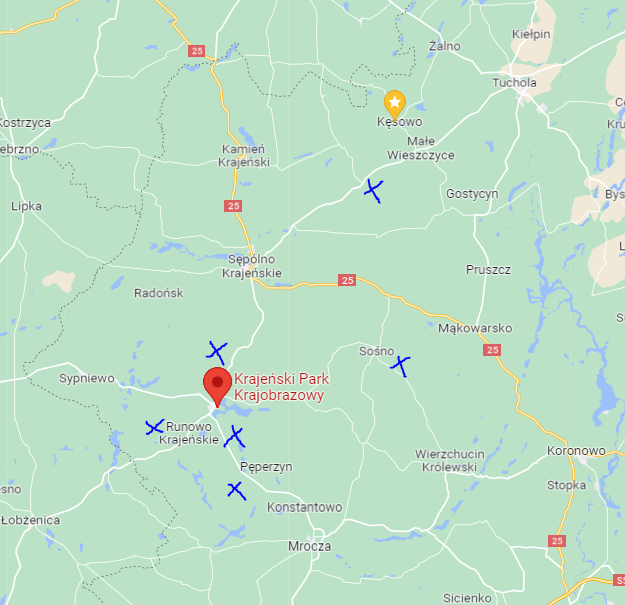 Kiełpin
Żalno
25
Tuchola
Kęsowo
Kostrzyca
Małe
Wieszczyce
Kamień
Krajeński
Lipka
25
Gostycyn
Sępólno
Krajeńskie
Pruszcz
25
Radońsk
Mąkowarsko
25
Sośno
Sypniewo
Krajeński Park
Krajobrazowy
Runowo
Krajeńskie
Pęperzyn
Wierzchucin
Królewski
Koronowo
Stopka
Konstantowo
Łobżenica
25
Mrocza
Sicienko